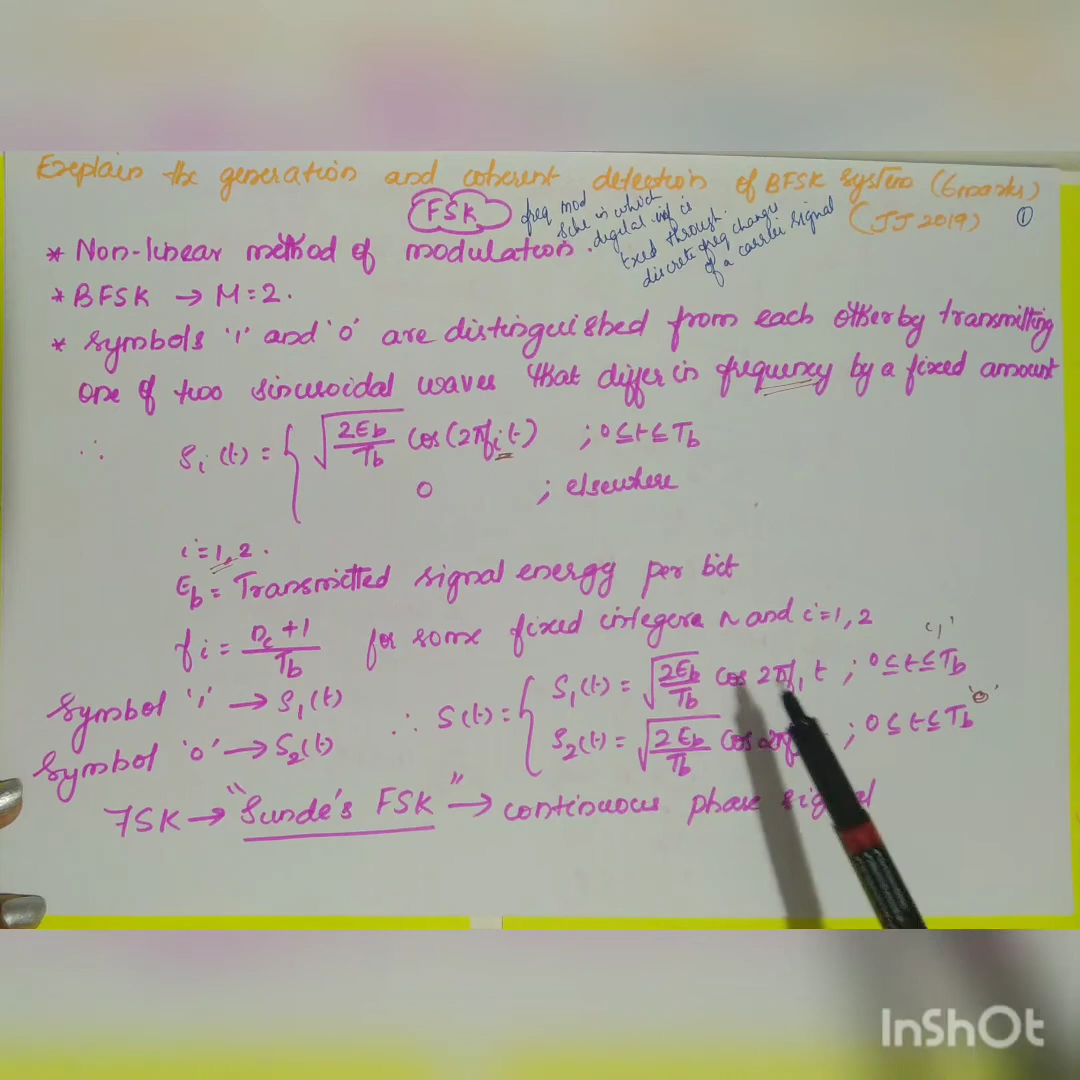 Explain the generation and coherent detection of BFSK system (6marks)
(JJ 2019) ①
FSK
freq mod
sche in which
digital inf is
txed through
discrete freq change
of a carrier signal
* Non-linear method of modulation.
* BFSK → M=2.
* Symbols '1' and '0' are distinguished from each other by transmitting
one of two sinusoidal waves that differ in frequency by a fixed amount
∴ Si(t) = { √(2Eb/Tb) cos(2πfit) ; 0≤t≤Tb
0 ; elsewhere
i=1,2.
Eb = Transmitted signal energy per bit
fi = (nc+1)/Tb for some fixed integer n and i=1,2
Symbol '1' → S1(t)
Symbol '0' → S2(t)
∴ S(t) = { S1(t) = √(2Eb/Tb) cos 2πf1t ; 0≤t≤Tb '1'
S2(t) = √(2Eb/Tb) cos 2πf ; 0≤t≤Tb '0'
FSK → "Sunde's FSK" → continuous phase signal
InShOt